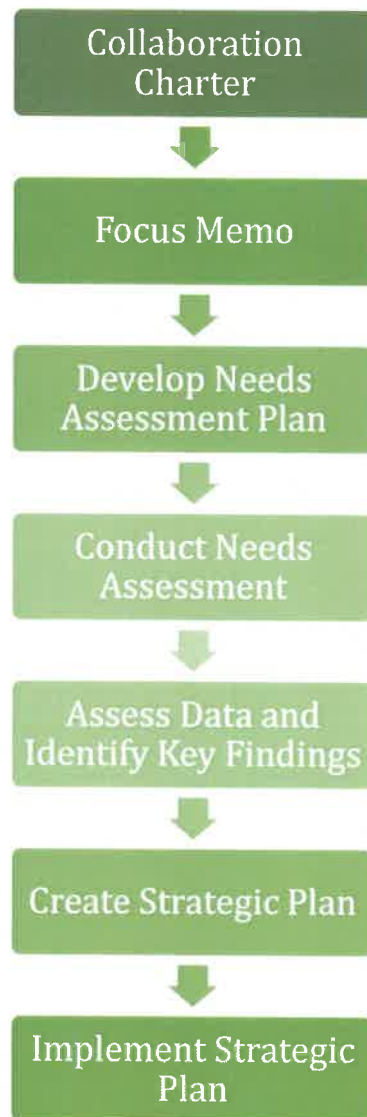 Collaboration
Charter
Focus Memo
Develop Needs
Assessment Plan
Conduct Needs
Assessment
Assess Data and
Identify Key Findings
Create Strategic Plan
Implement Strategic
Plan